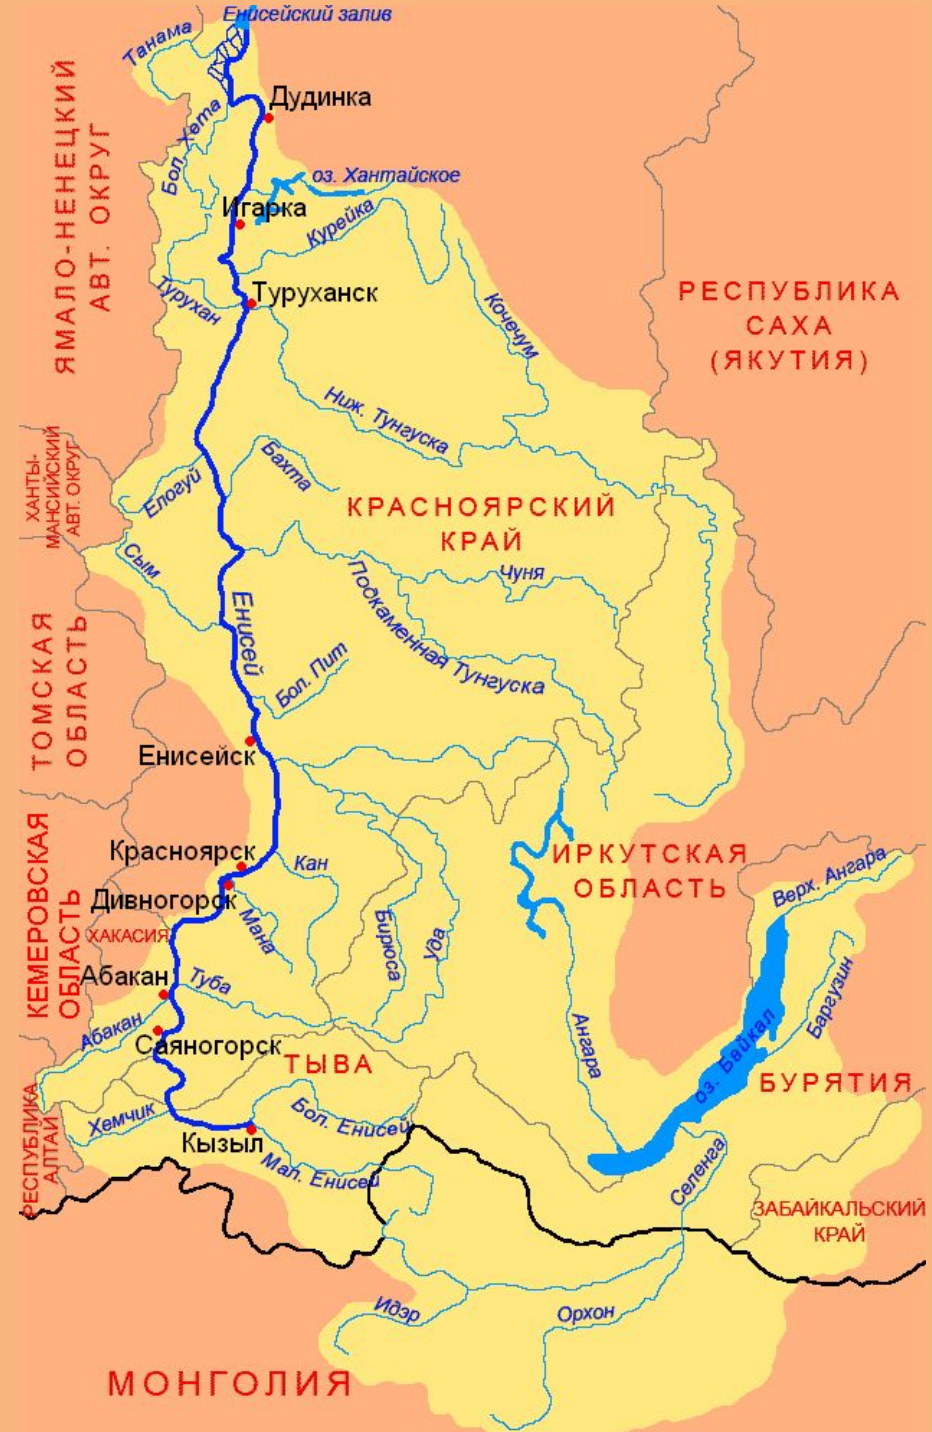 Енисейский залив
Танама
Дудинка
Бол. Хета
ЯМАЛО-НЕНЕЦКИЙ
АВТ. ОКРУГ
оз. Хантайское
Игарка
Курейка
Турухан
Туруханск
Кочечум
РЕСПУБЛИКА
САХА
(ЯКУТИЯ)
Ниж. Тунгуска
ХАНТЫ-
МАНСИЙСКИЙ
АВТ. ОКРУГ
Елогуй
Бахта
КРАСНОЯРСКИЙ
КРАЙ
Сым
Чуня
Подкаменная Тунгуска
Енисей
Бол. Пит
ТОМСКАЯ
ОБЛАСТЬ
Енисейск
КЕМЕРОВСКАЯ
ОБЛАСТЬ
Красноярск
Кан
ИРКУТСКАЯ
ОБЛАСТЬ
Дивногорск
Мана
Бирюса
Уда
Верх. Ангара
ХАКАСИЯ
Абакан
Туба
Баргузин
Абакан
Саяногорск
Ангара
оз. Байкал
ТЫВА
БУРЯТИЯ
РЕСПУБЛИКА
АЛТАЙ
Хемчик
Бол. Енисей
Кызыл
Мал. Енисей
Селенга
ЗАБАЙКАЛЬСКИЙ
КРАЙ
Идэр
Орхон
МОНГОЛИЯ